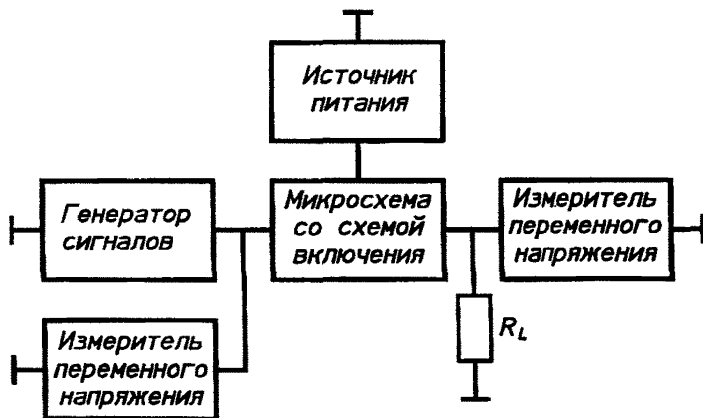 Источник
питания
Генератор
сигналов
Микросхема
со схемой
включения
Измеритель
переменного
напряжения
Измеритель
переменного
напряжения
R_L